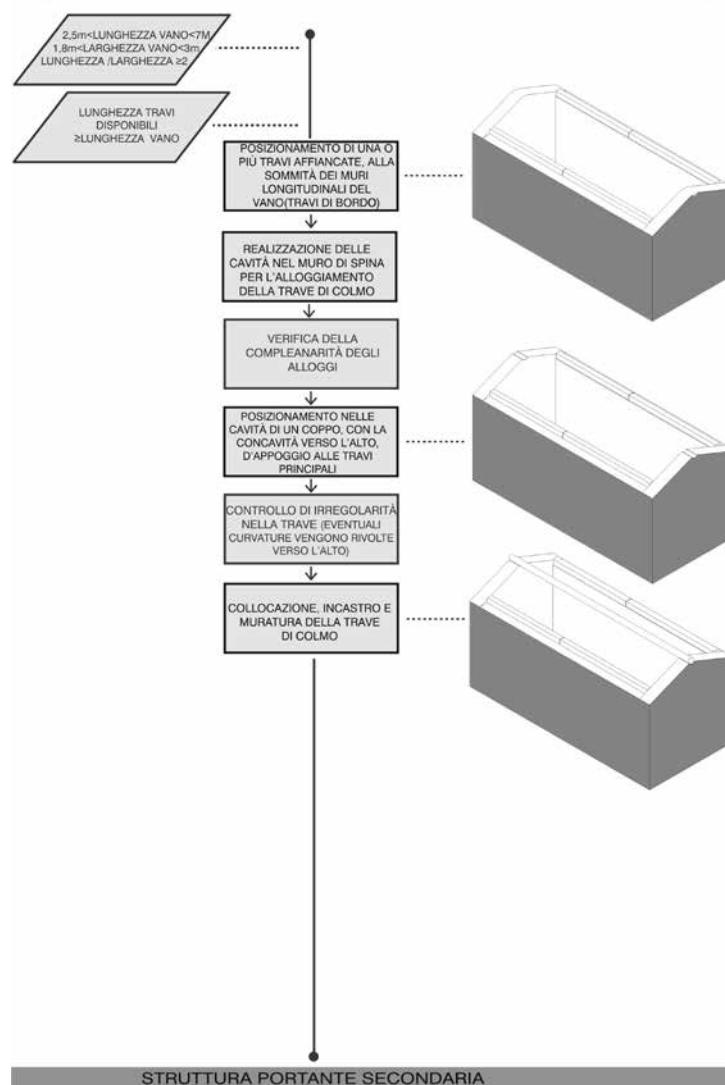 2,5m<LUNGHEZZA VANO<7M
1,8m<LARGHEZZA VANO<3m
LUNGHEZZA /LARGHEZZA ≥2
LUNGHEZZA TRAVI
DISPONIBILI
≥LUNGHEZZA VANO
POSIZIONAMENTO DI UNA O
PIÙ TRAVI AFFIANCATE, ALLA
SOMMITÀ DEI MURI
LONGITUDINALI DEL
VANO(TRAVI DI BORDO)
REALIZZAZIONE DELLE
CAVITÀ NEL MURO DI SPINA
PER L'ALLOGGIAMENTO
DELLA TRAVE DI COLMO
VERIFICA DELLA
COMPLEANARITÀ DEGLI
ALLOGGI
POSIZIONAMENTO NELLE
CAVITÀ DI UN COPPO, CON LA
CONCAVITÀ VERSO L'ALTO,
D'APPOGGIO ALLE TRAVI
PRINCIPALI
CONTROLLO DI IRREGOLARITÀ
NELLA TRAVE (EVENTUALI
CURVATURE VENGONO RIVOLTE
VERSO L'ALTO)
COLLOCAZIONE, INCASTRO E
MURATURA DELLA TRAVE
DI COLMO
STRUTTURA PORTANTE SECONDARIA